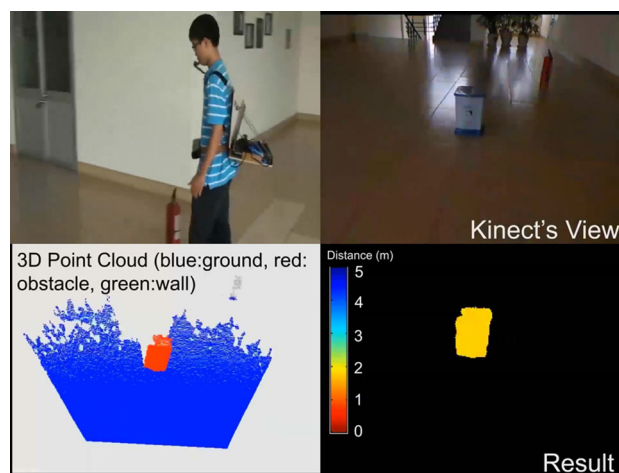 Kinect's View
3D Point Cloud (blue:ground, red:
obstacle, green:wall)
Distance (m)
5
4
3
2
1
0
Result